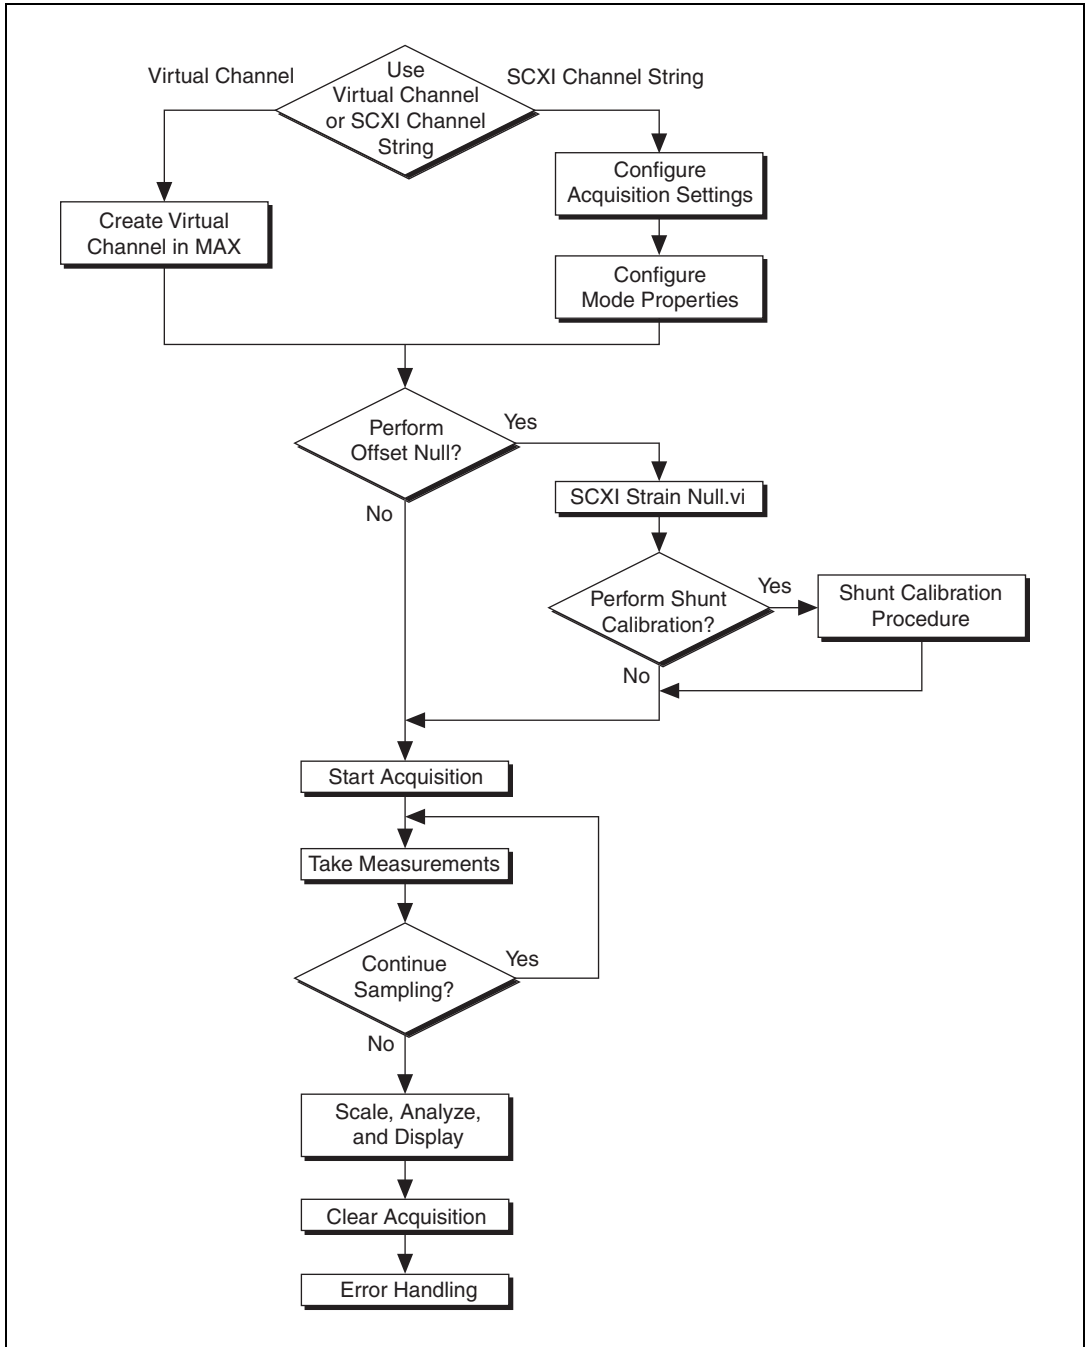 Virtual Channel
Use
Virtual Channel
or SCXI Channel
String
SCXI Channel String
Configure
Acquisition Settings
Create Virtual
Channel in MAX
Configure
Mode Properties
Perform
Offset Null?
Yes
No
SCXI Strain Null.vi
Perform Shunt
Calibration?
Yes
No
Shunt Calibration
Procedure
Start Acquisition
Take Measurements
Continue
Sampling?
Yes
No
Scale, Analyze,
and Display
Clear Acquisition
Error Handling